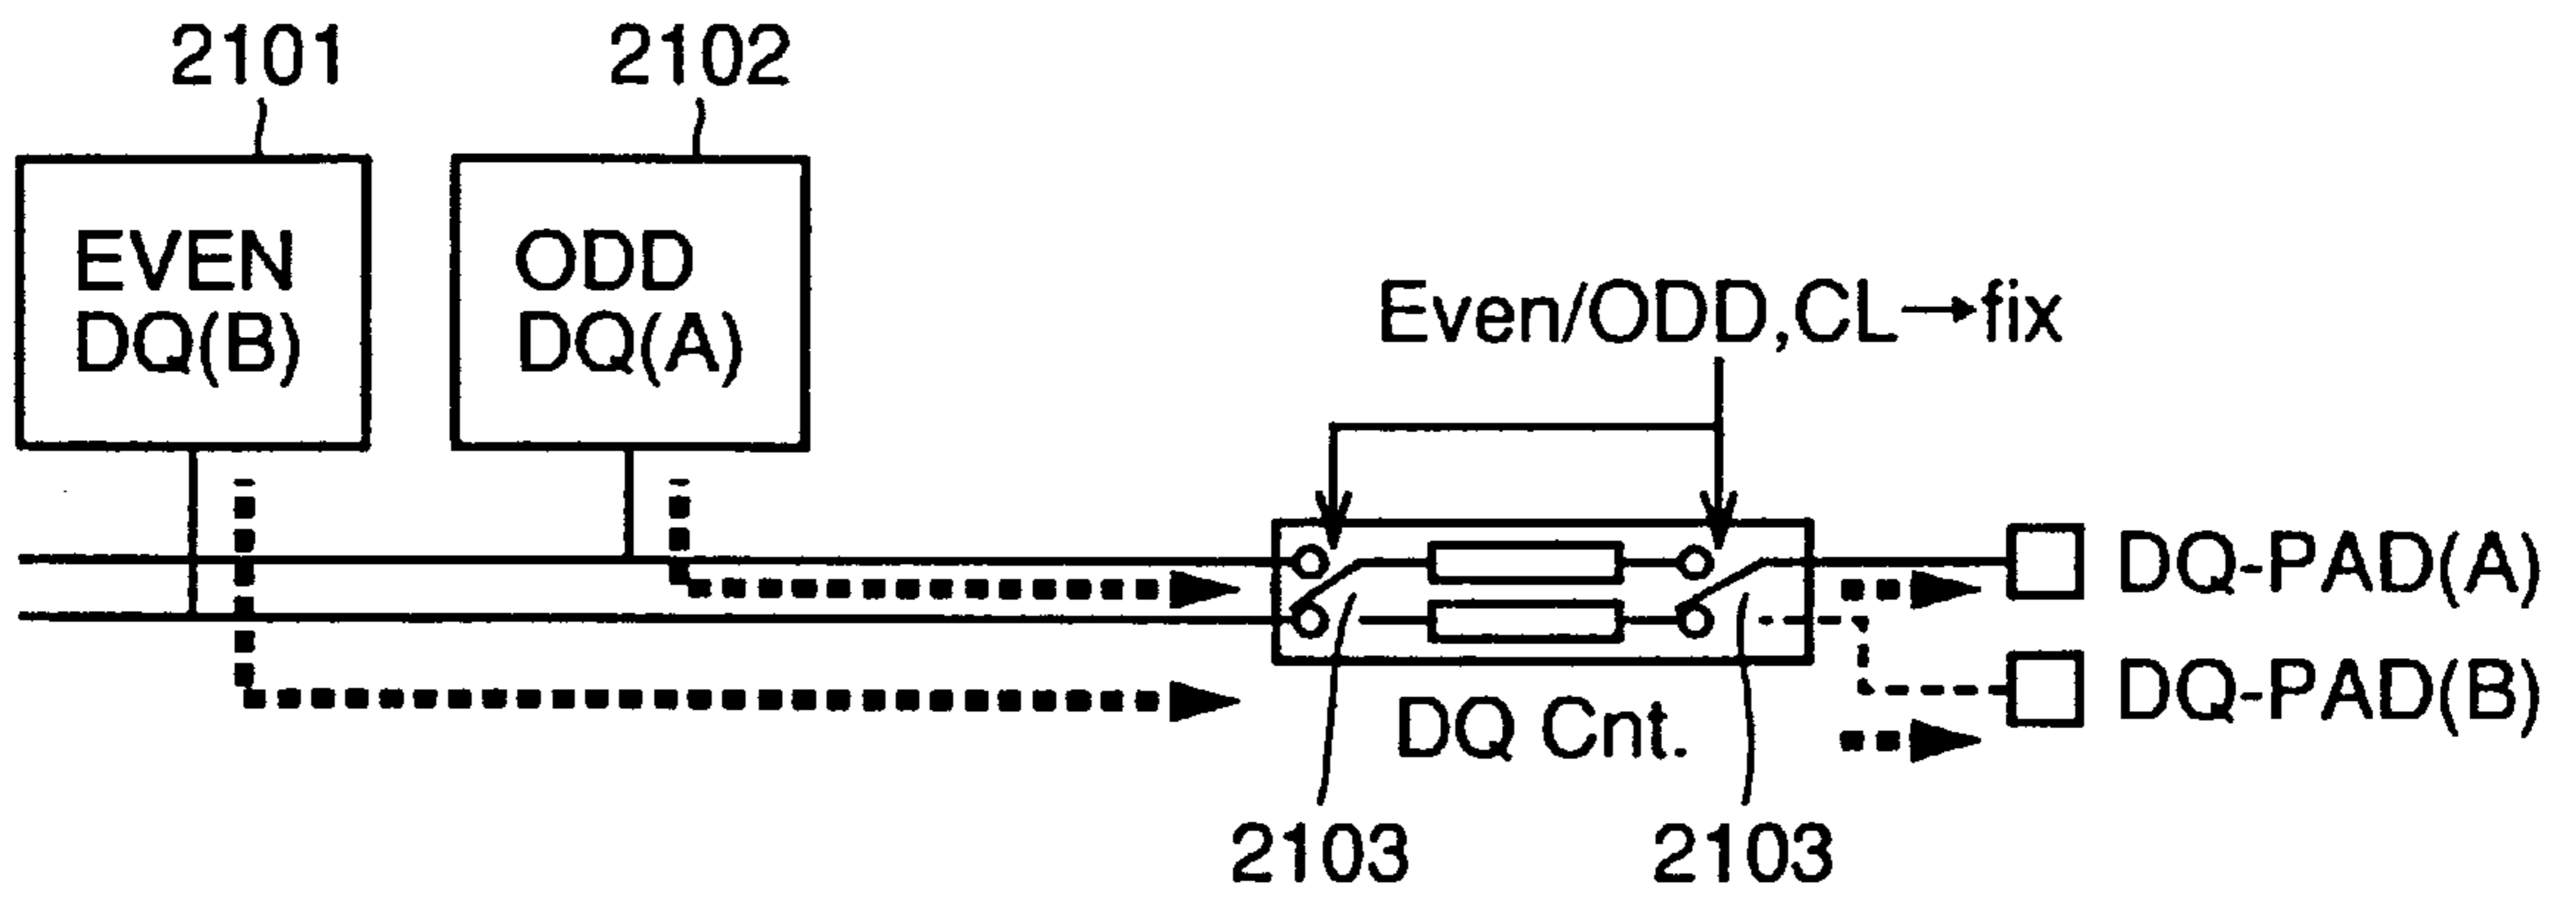 2101
2102
EVEN
DQ(B)
ODD
DQ(A)
Even/ODD,CL→fix
DQ-PAD(A)
DQ-PAD(B)
DQ Cnt.
2103
2103